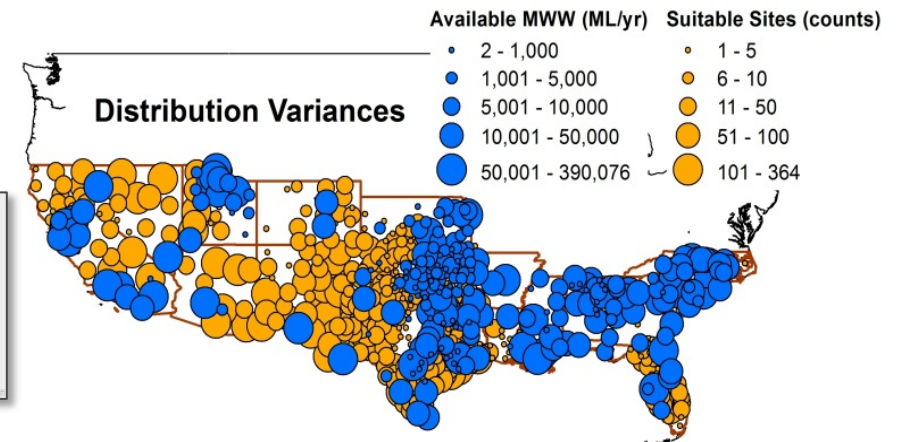 Available MWW (ML/yr) Suitable Sites (counts)
2 - 1,000 1 - 5
1,001 - 5,000 6 - 10
5,001 - 10,000 11 - 50
10,001 - 50,000 51 - 100
50,001 - 390,076 101 - 364
Distribution Variances